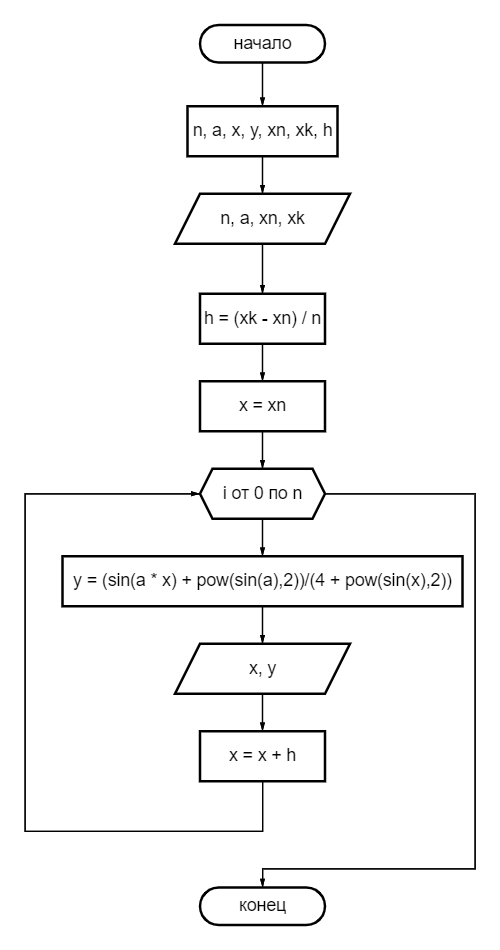 начало
n, a, x, y, xn, xk, h
n, a, xn, xk
h = (xk - xn) / n
x = xn
i от 0 по n
y = (sin(a * x) + pow(sin(a),2))/(4 + pow(sin(x),2))
x, y
x = x + h
конец